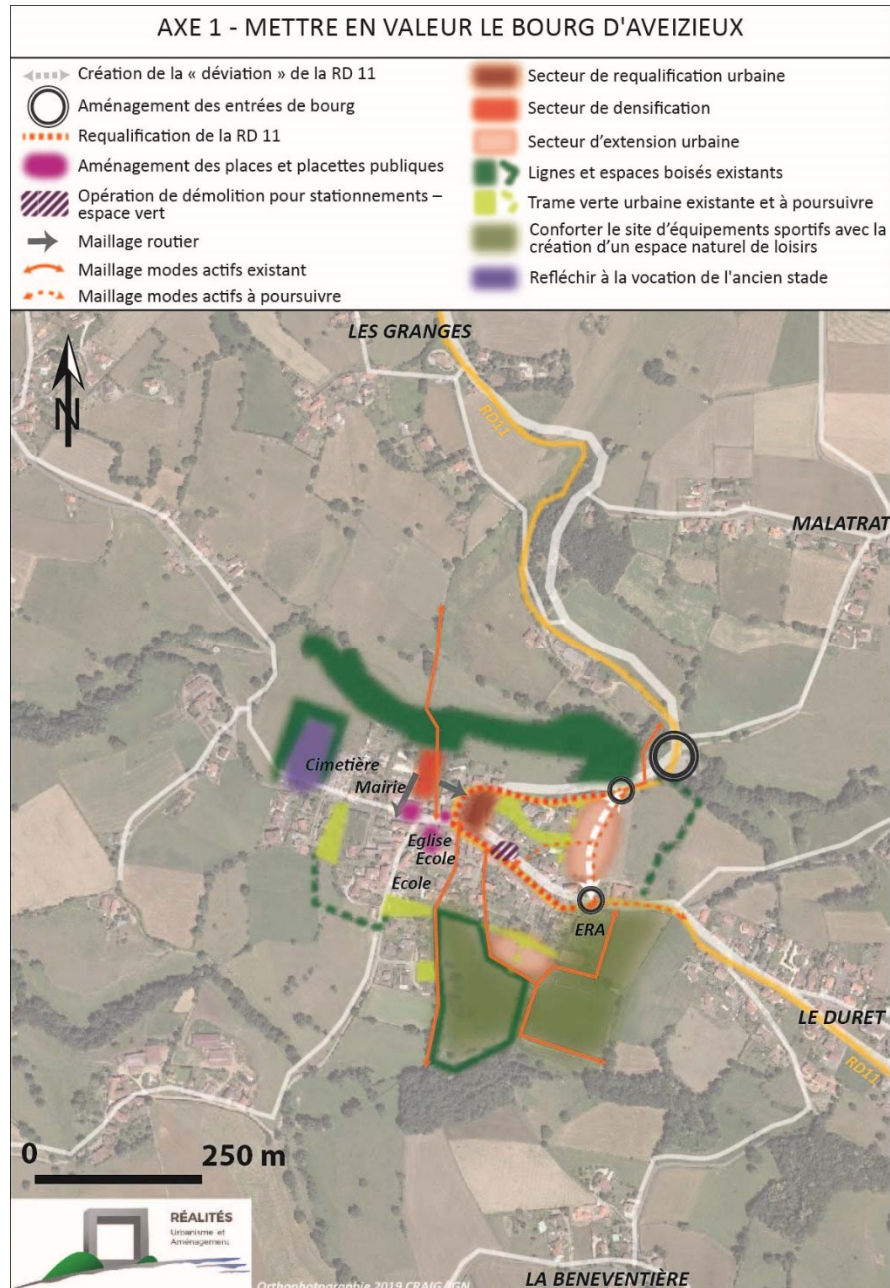 AXE 1 - METTRE EN VALEUR LE BOURG D'AVEIZIEUX
Création de la « déviation » de la RD 11
Aménagement des entrées de bourg
Requalification de la RD 11
Aménagement des places et placettes publiques
Opération de démolition pour stationnements –
espace vert
Maillage routier
Maillage modes actifs existant
Maillage modes actifs à poursuivre
Secteur de requalification urbaine
Secteur de densification
Secteur d'extension urbaine
Lignes et espaces boisés existants
Trame verte urbaine existante et à poursuivre
Conforter le site d'équipements sportifs avec la
création d'un espace naturel de loisirs
Refléchir à la vocation de l'ancien stade
LES GRANGES
N
RD11
MALATRAT
Cimetière
Mairie
Eglise
Ecole
Ecole
ERA
LE DURET
RD11
0 250 m
RÉALITÉS
Urbanisme et
Aménagement
Orthophotographie 2019 CRAIG IGN
LA BENEVENTIÈRE